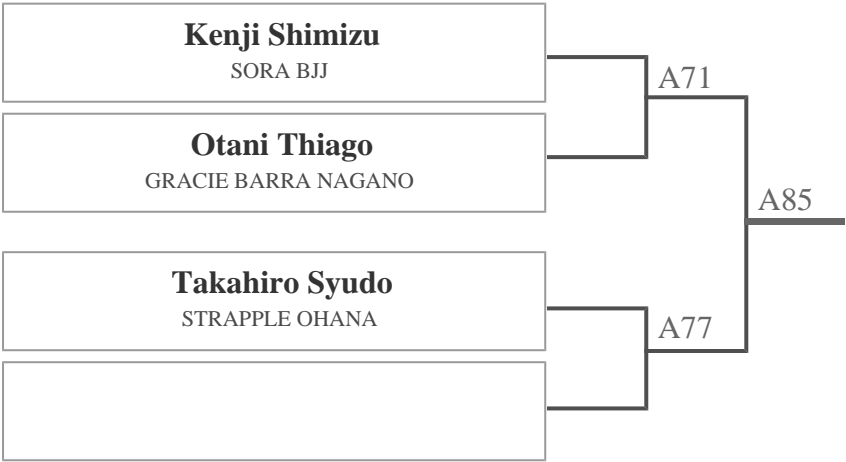 Kenji Shimizu
SORA BJJ
A71
Otani Thiago
GRACIE BARRA NAGANO
A85
Takahiro Syudo
STRAPPLE OHANA
A77